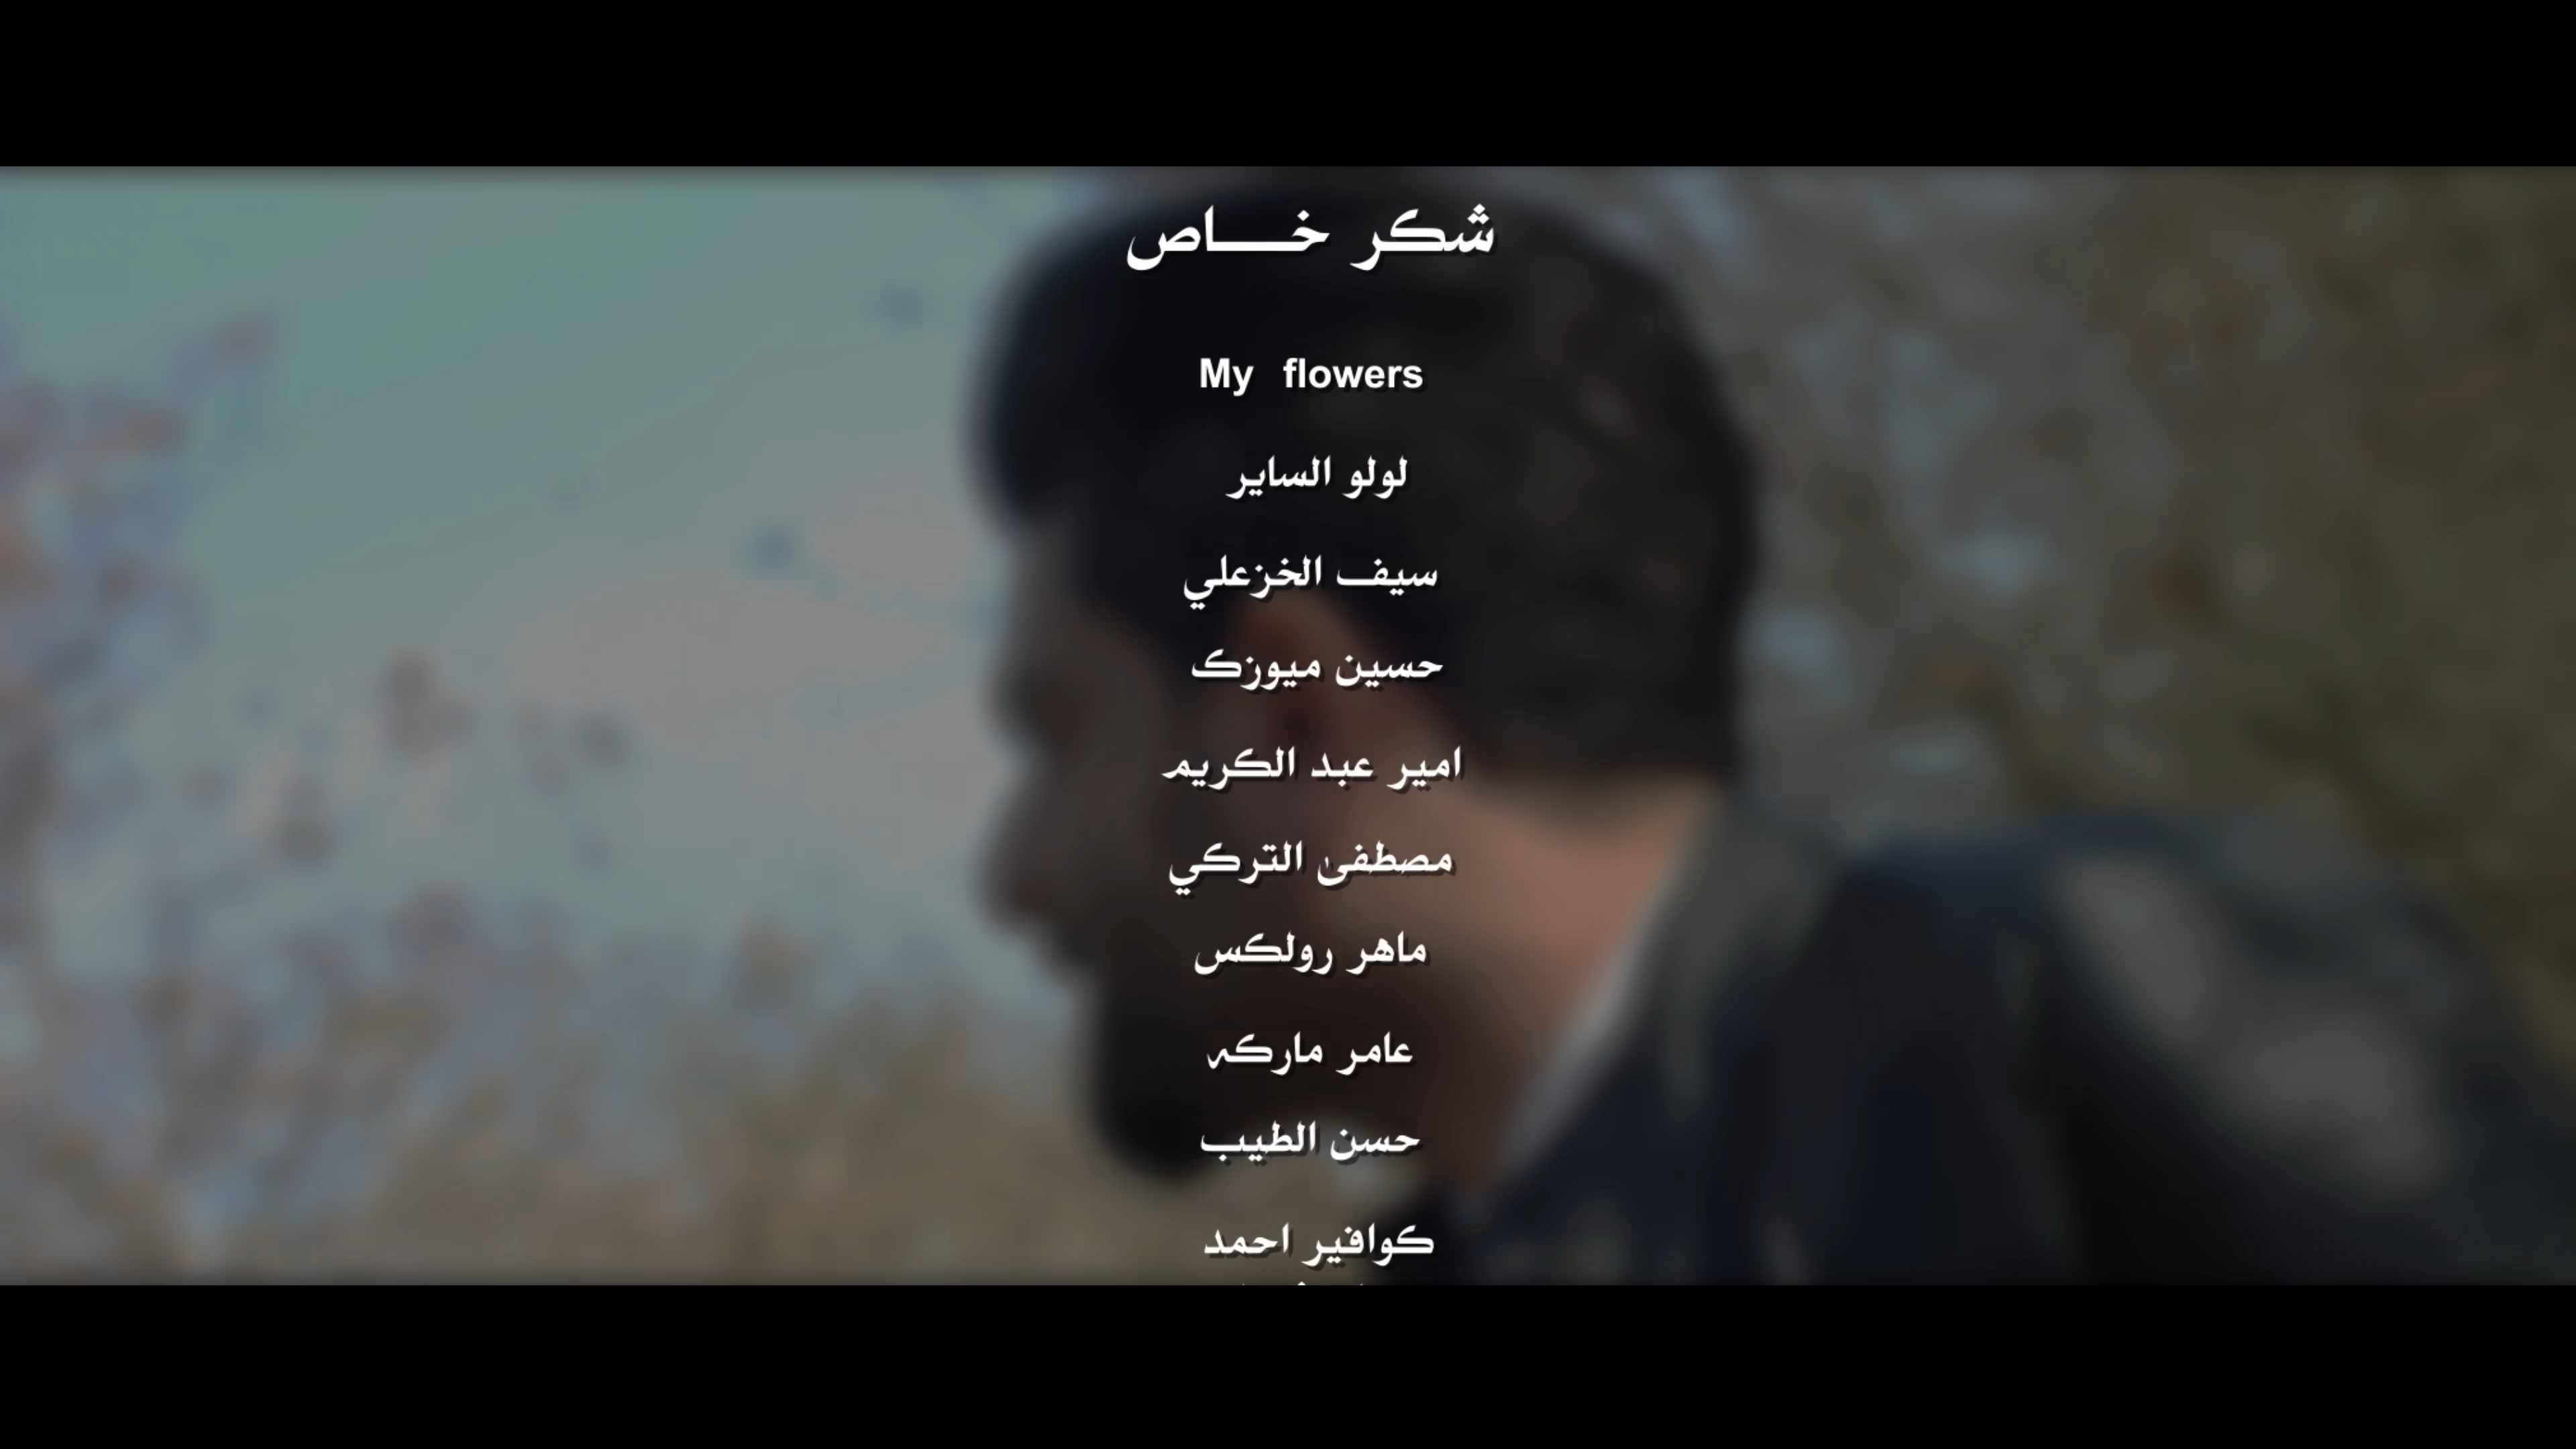 شكر خـــاص
My flowers
لولو الساير
سيف الخزعلي
حسين ميوزك
امير عبد الكريم
مصطفى التركي
ماهر رولكس
عامر ماركه
حسن الطيب
كوافير احمد